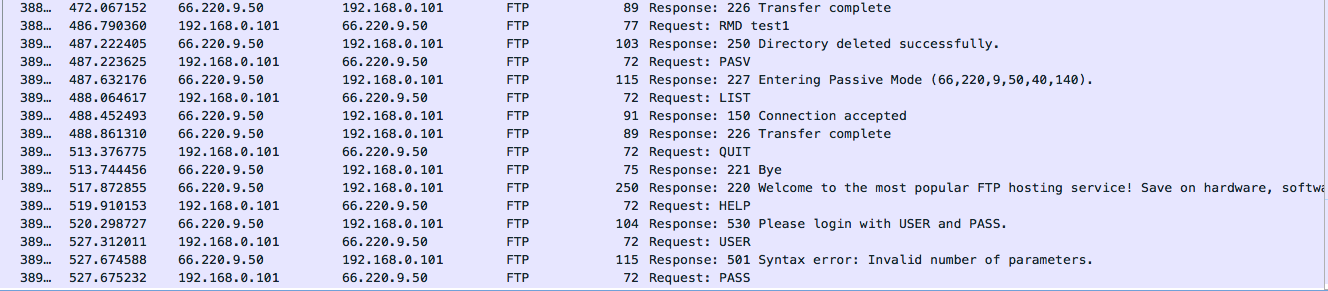 388… 472.067152 66.220.9.50 192.168.0.101 FTP 89 Response: 226 Transfer complete
388… 486.790360 192.168.0.101 66.220.9.50 FTP 77 Request: RMD test1
389… 487.222405 66.220.9.50 192.168.0.101 FTP 103 Response: 250 Directory deleted successfully.
389… 487.223625 192.168.0.101 66.220.9.50 FTP 72 Request: PASV
389… 487.632176 66.220.9.50 192.168.0.101 FTP 115 Response: 227 Entering Passive Mode (66,220,9,50,40,140).
389… 488.064617 192.168.0.101 66.220.9.50 FTP 72 Request: LIST
389… 488.452493 66.220.9.50 192.168.0.101 FTP 91 Response: 150 Connection accepted
389… 488.861310 66.220.9.50 192.168.0.101 FTP 89 Response: 226 Transfer complete
389… 513.376775 192.168.0.101 66.220.9.50 FTP 72 Request: QUIT
389… 513.744456 66.220.9.50 192.168.0.101 FTP 75 Response: 221 Bye
389… 517.872855 66.220.9.50 192.168.0.101 FTP 250 Response: 220 Welcome to the most popular FTP hosting service! Save on hardware, softwa
389… 519.910153 192.168.0.101 66.220.9.50 FTP 72 Request: HELP
389… 520.298727 66.220.9.50 192.168.0.101 FTP 104 Response: 530 Please login with USER and PASS.
389… 527.312011 192.168.0.101 66.220.9.50 FTP 72 Request: USER
389… 527.674588 66.220.9.50 192.168.0.101 FTP 115 Response: 501 Syntax error: Invalid number of parameters.
389… 527.675232 192.168.0.101 66.220.9.50 FTP 72 Request: PASS